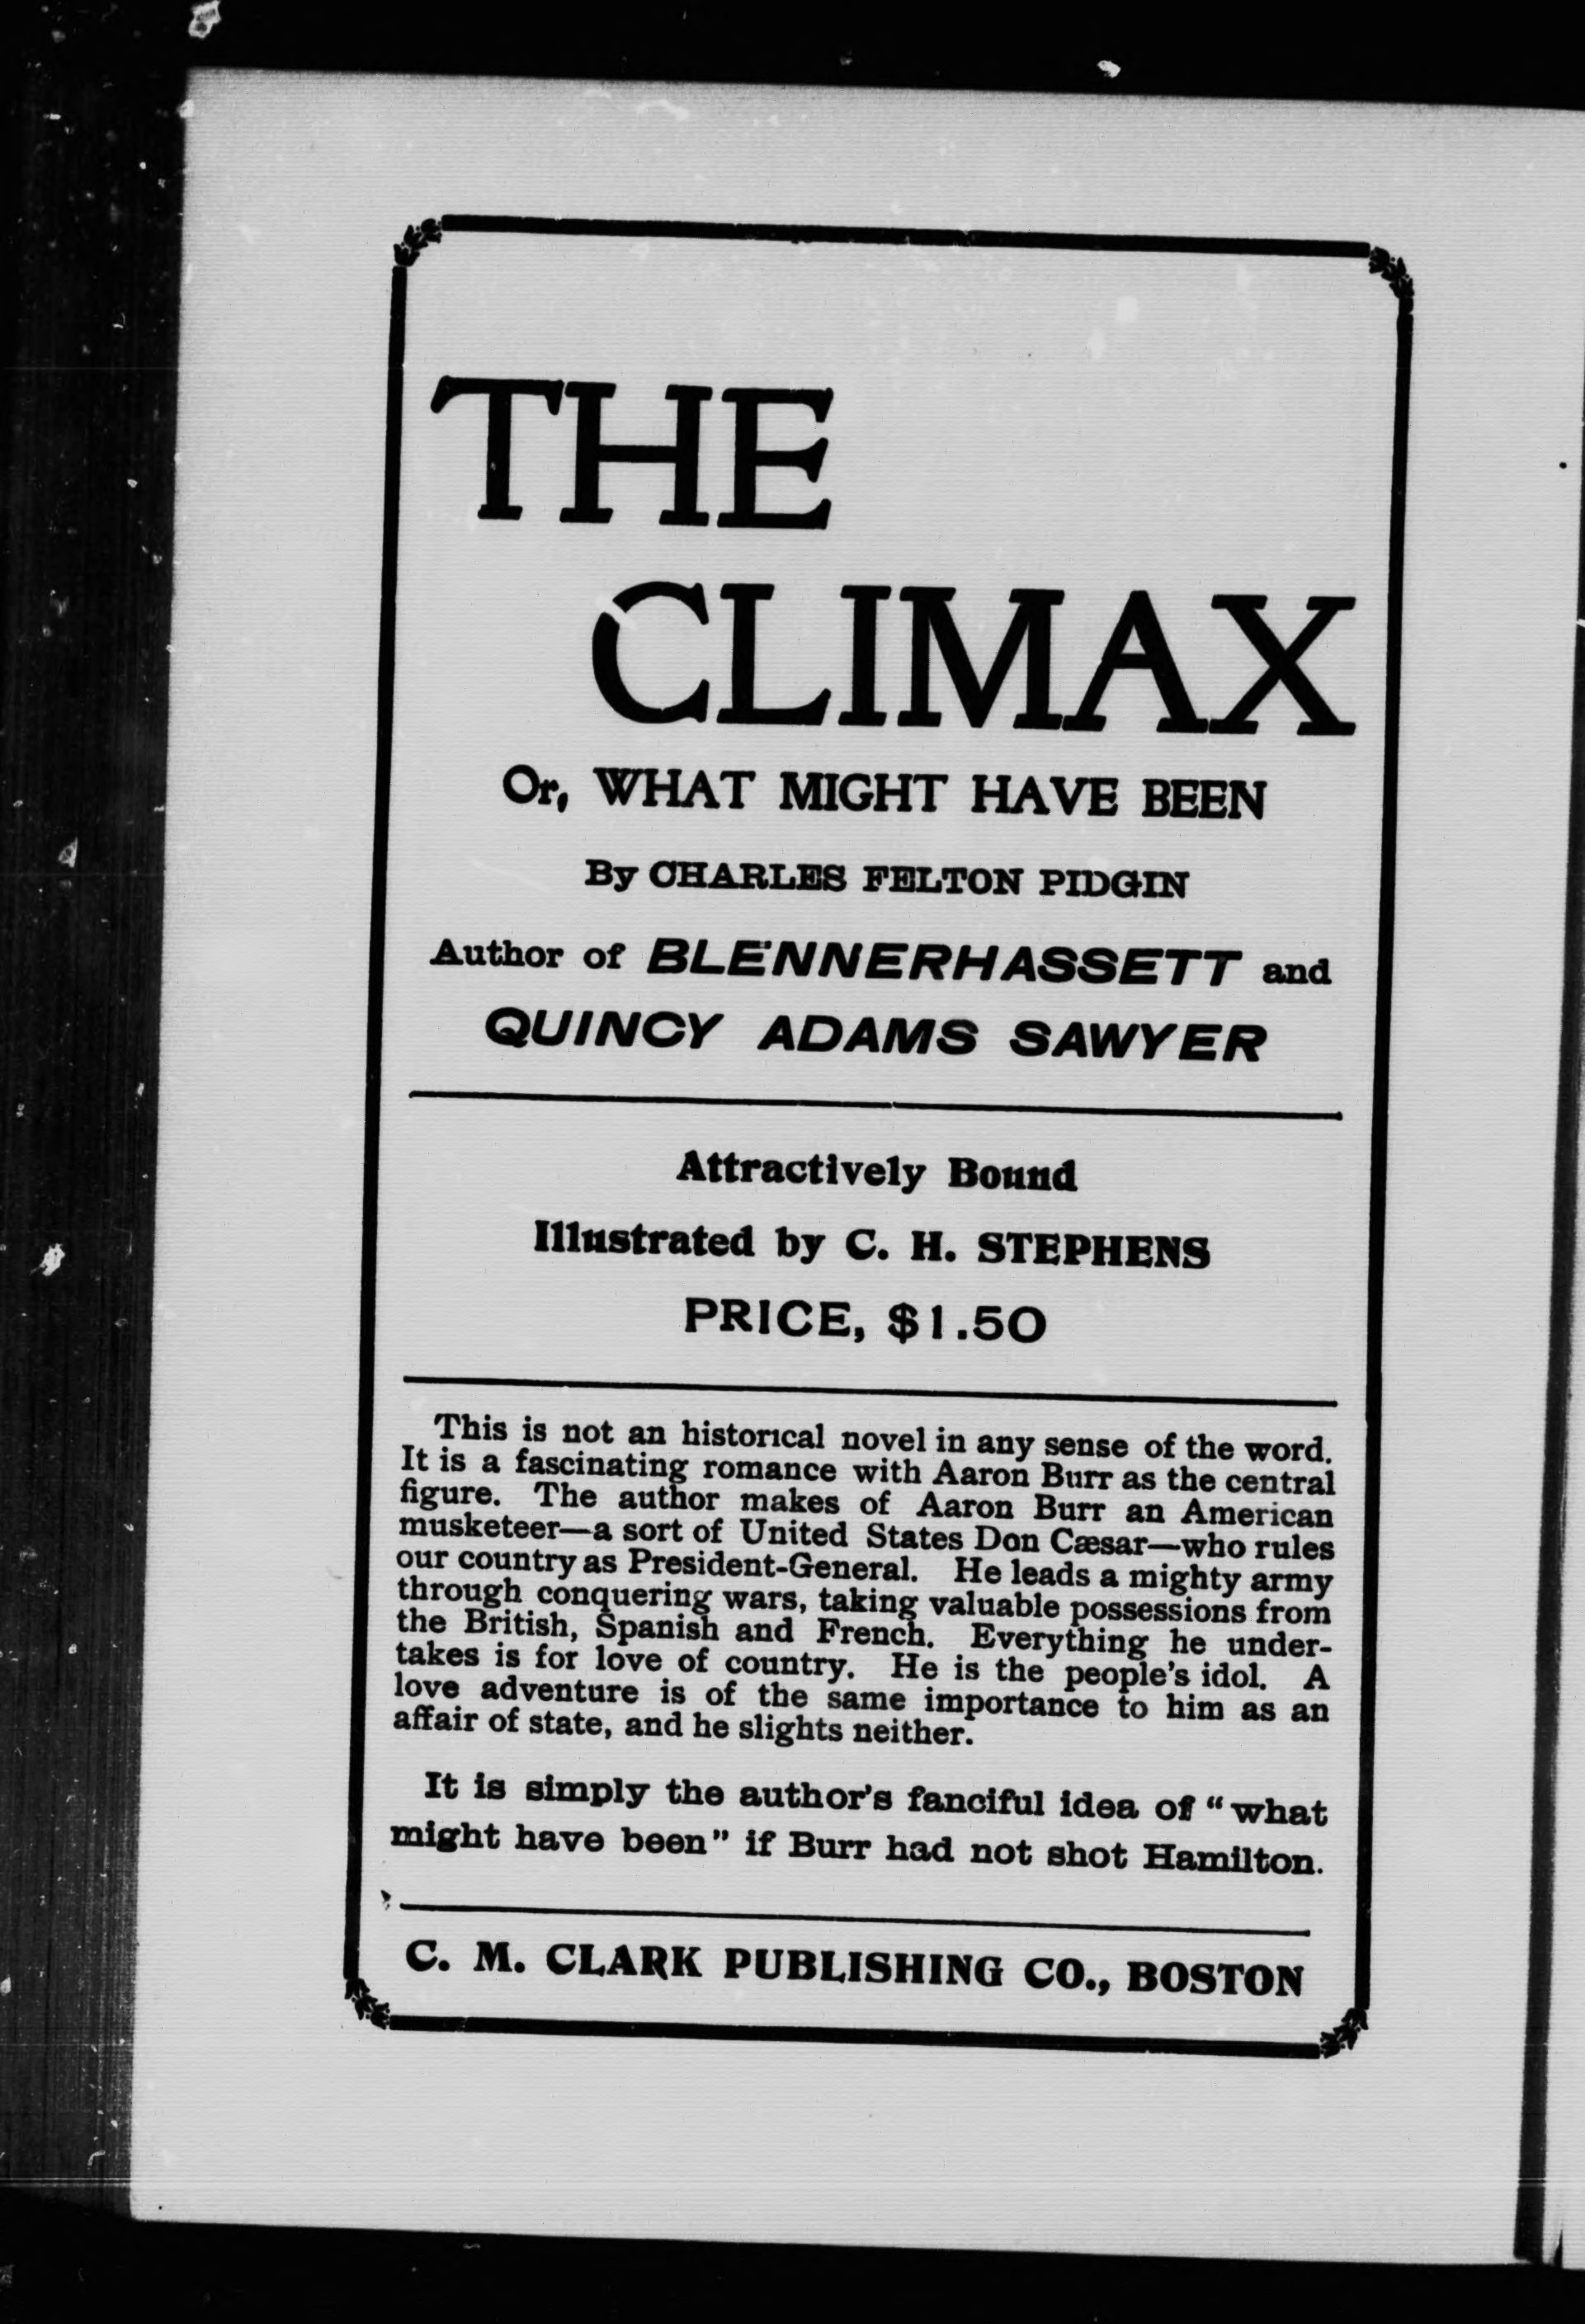 THE
CLIMAX
Or, WHAT MIGHT HAVE BEEN
By CHARLES FELTON PIDGIN
Author of BLENNERHASSETT and
QUINCY ADAMS SAWYER
Attractively Bound
Illustrated by C. H. STEPHENS
PRICE, $1.50
This is not an historical novel in any sense of the word.
It is a fascinating romance with Aaron Burr as the central
figure. The author makes of Aaron Burr an American
musketeer—a sort of United States Don Cæsar—who rules
our country as President-General. He leads a mighty army
through conquering wars, taking valuable possessions from
the British, Spanish and French. Everything he under-
takes is for love of country. He is the people's idol. A
love adventure is of the same importance to him as an
affair of state, and he slights neither.
It is simply the author's fanciful idea of "what
might have been" if Burr had not shot Hamilton.
C. M. CLARK PUBLISHING CO., BOSTON